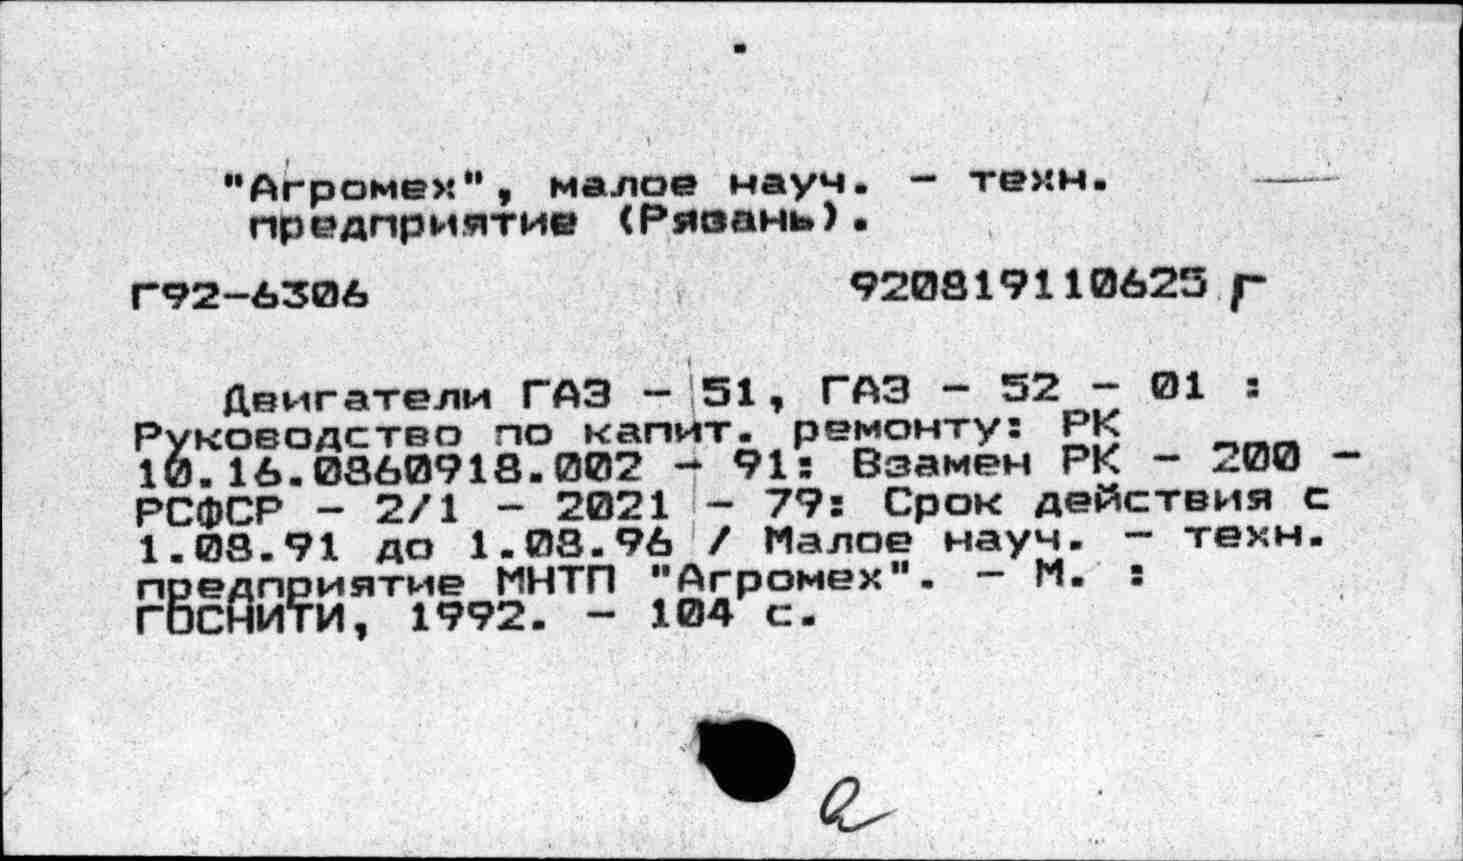 "Агромех", малое науч. - техн.
предприятие (Рязань).
Г92-6306 920819110625 г
Двигатели ГАЗ - 51, ГАЗ - 52 - 01 :
Руководство по капит. ремонту: РК
10.16.0860918.002 - 91: Взамен РК - 200 -
РСФСР - 2/1 - 2021 - 79: Срок действия с
1.08.91 до 1.08.96 / Малое науч. - техн.
предприятие МНТП "Агромех". - М. :
ГОСНИТИ, 1992. - 104 с.